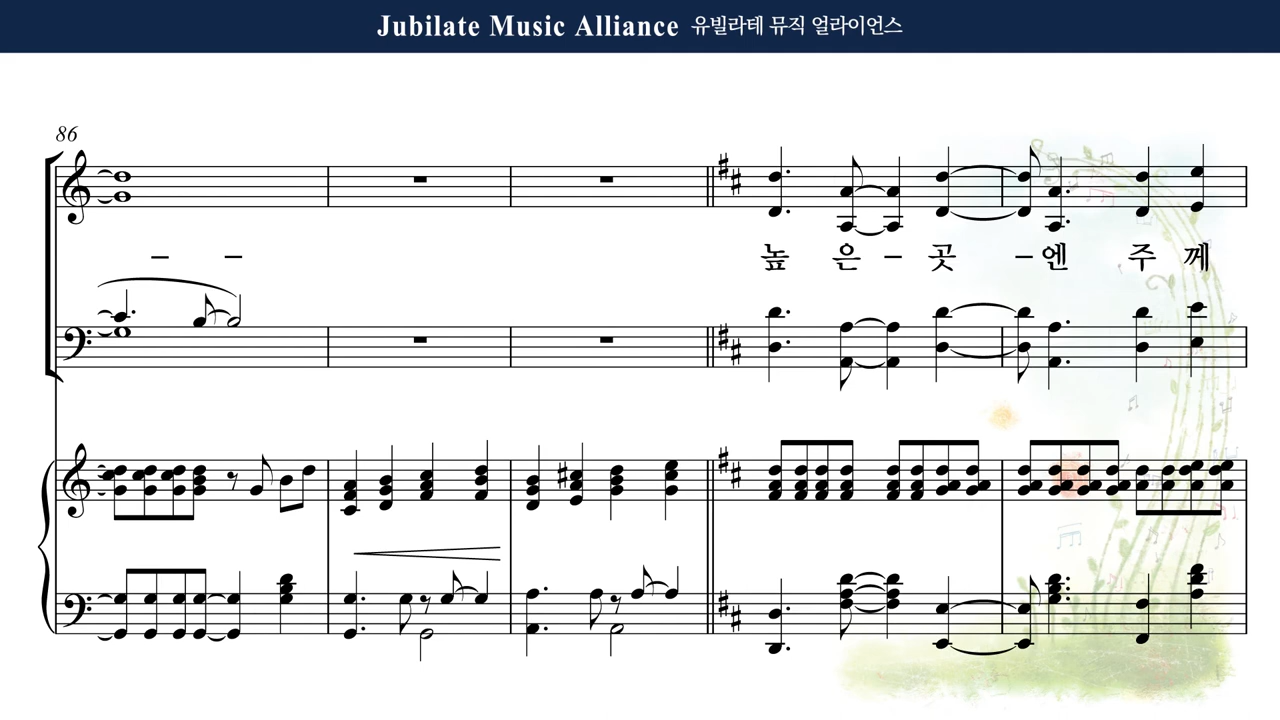 Jubilate Music Alliance 유빌라테 뮤직 얼라이언스
86
– – 높 은 – 곳 – 엔 주 께